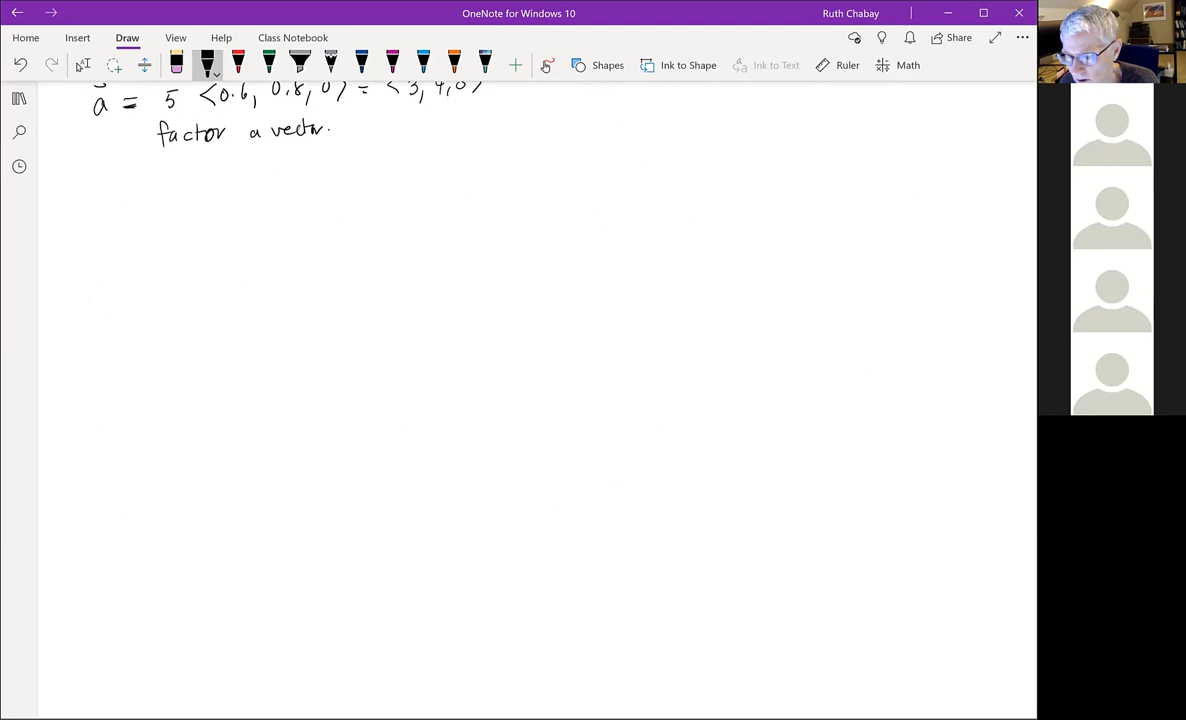 OneNote for Windows 10
Ruth Chabay
Home Insert Draw View Help Class Notebook
Share
Shapes Ink to Shape Ink to Text Ruler Math
a = 5 <0.6, 0.8, 0> = <3, 4, 0>
factor a vector.